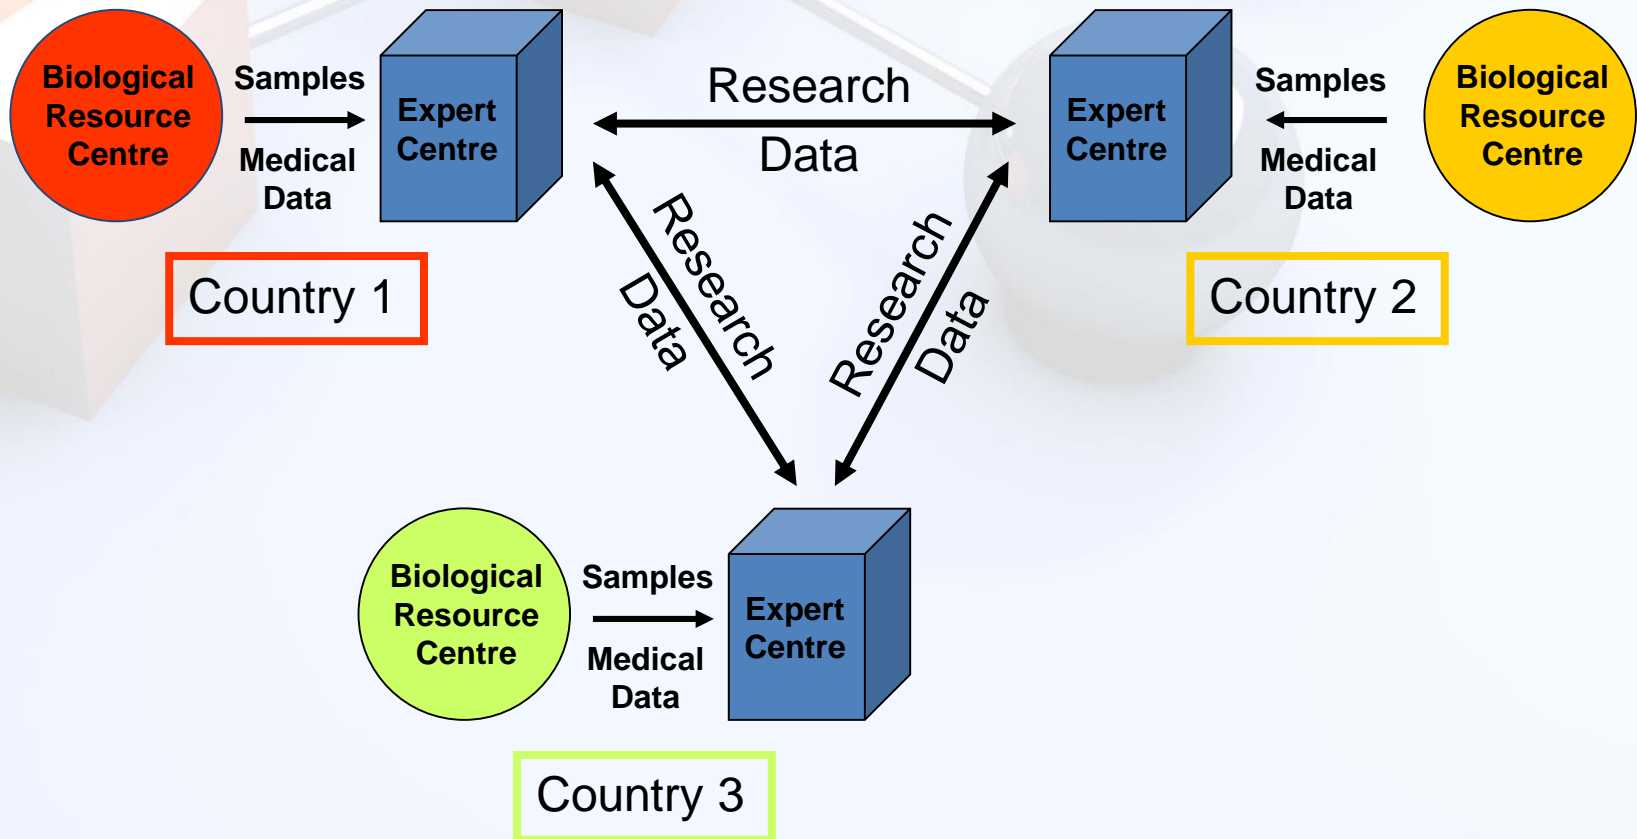 Biological
Resource
Centre
Samples
Medical
Data
Expert
Centre
Country 1
Research
Data
Expert
Centre
Samples
Medical
Data
Biological
Resource
Centre
Country 2
Research
Data
Research
Data
Biological
Resource
Centre
Samples
Medical
Data
Expert
Centre
Country 3